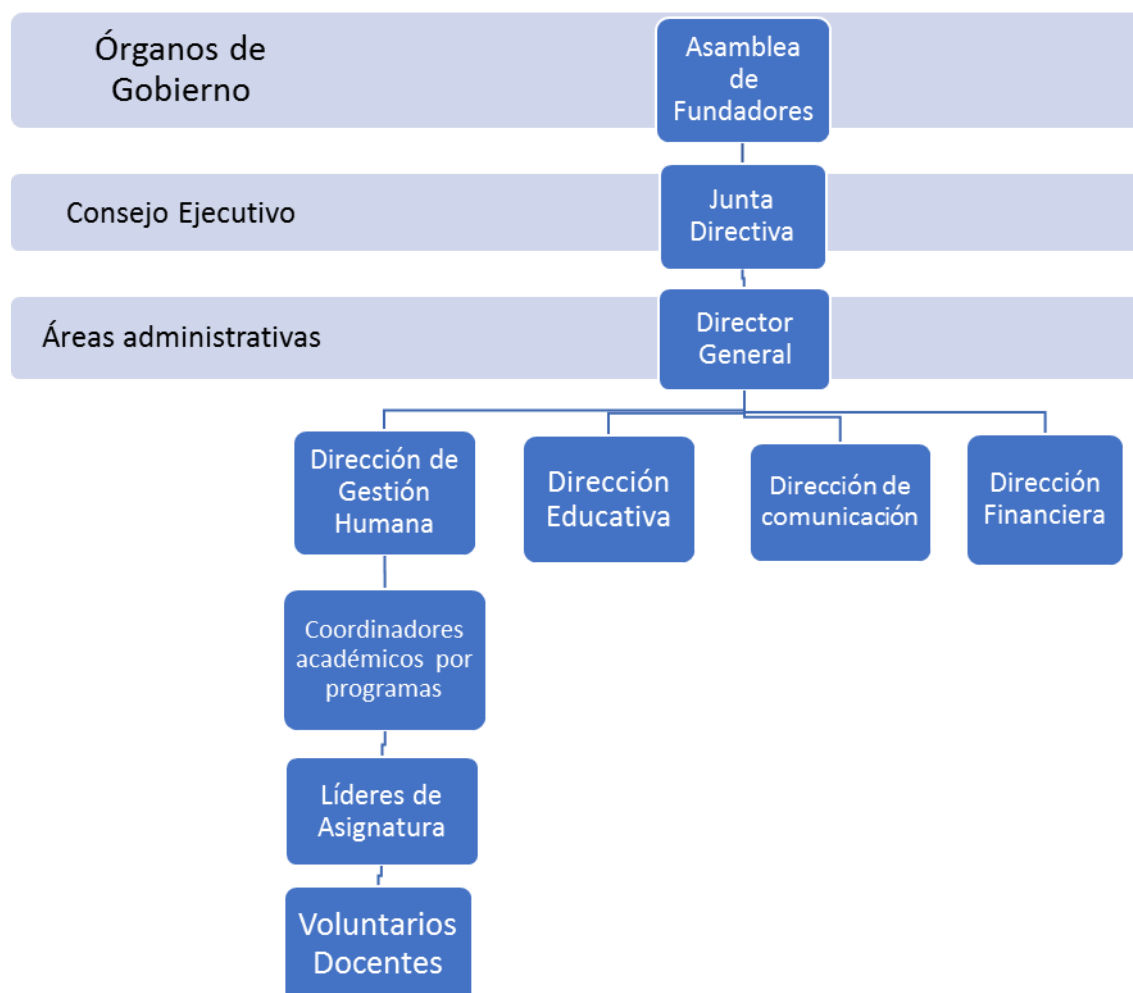 Órganos de
Gobierno
Asamblea
de
Fundadores
Consejo Ejecutivo
Junta
Directiva
Áreas administrativas
Director
General
Dirección de
Gestión
Humana
Dirección
Educativa
Dirección de
comunicación
Dirección
Financiera
Coordinadores
académicos por
programas
Líderes de
Asignatura
Voluntarios
Docentes